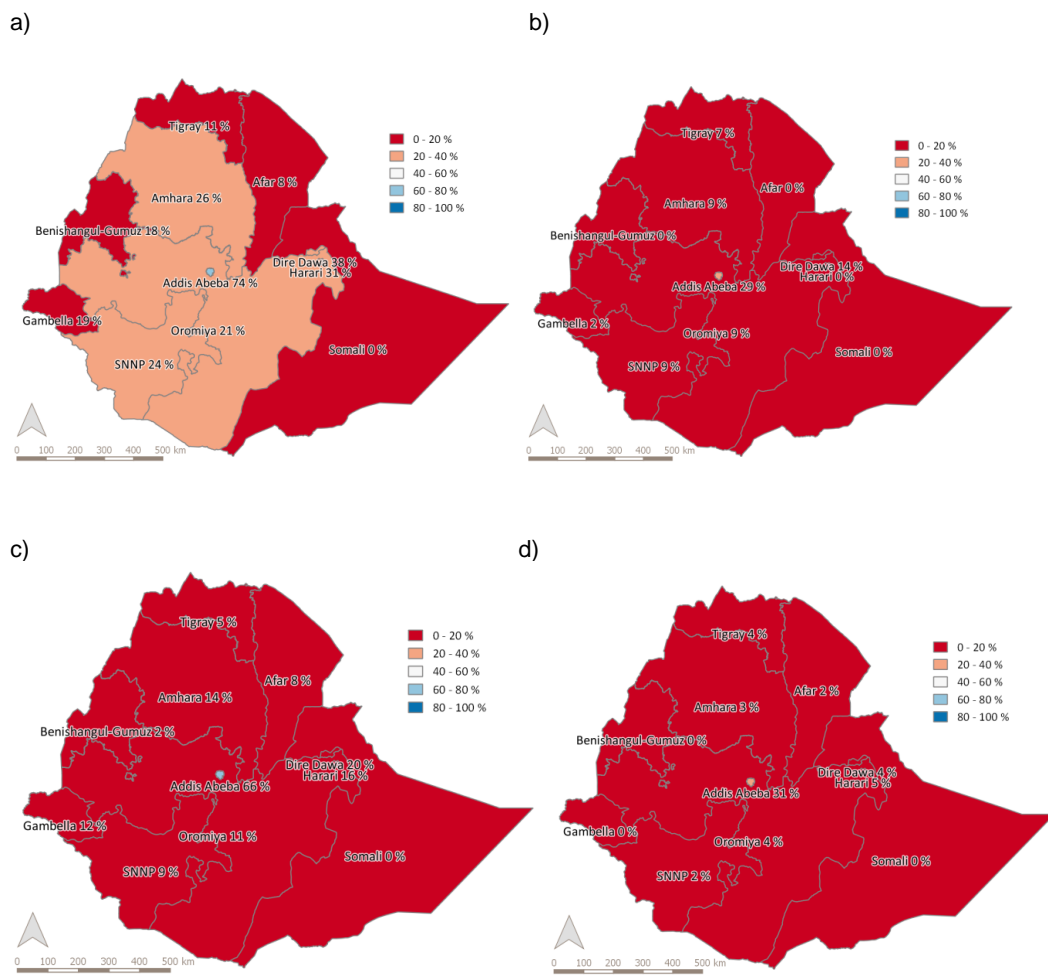 a)
Tigray 11 %
Afar 8 %
Amhara 26 %
Benishangul-Gumuz 18 %
Dire Dawa 38 %
Harari 31 %
Addis Abeba 74 %
Gambella 19 %
Oromiya 21 %
Somali 0 %
SNNP 24 %
0 - 20 %
20 - 40 %
40 - 60 %
60 - 80 %
80 - 100 %
0 100 200 300 400 500 km
b)
Tigray 7 %
Afar 0 %
Amhara 9 %
Benishangul-Gumuz 0 %
Dire Dawa 14 %
Harari 0 %
Addis Abeba 29 %
Gambella 2 %
Oromiya 9 %
Somali 0 %
SNNP 9 %
0 - 20 %
20 - 40 %
40 - 60 %
60 - 80 %
80 - 100 %
0 100 200 300 400 500 km
c)
Tigray 5 %
Afar 8 %
Amhara 14 %
Benishangul-Gumuz 2 %
Dire Dawa 20 %
Harari 16 %
Addis Abeba 66 %
Gambella 12 %
Oromiya 11 %
Somali 0 %
SNNP 9 %
0 - 20 %
20 - 40 %
40 - 60 %
60 - 80 %
80 - 100 %
0 100 200 300 400 500 km
d)
Tigray 4 %
Afar 2 %
Amhara 3 %
Benishangul-Gumuz 0 %
Dire Dawa 4 %
Harari 5 %
Addis Abeba 31 %
Gambella 0 %
Oromiya 4 %
Somali 0 %
SNNP 2 %
0 - 20 %
20 - 40 %
40 - 60 %
60 - 80 %
80 - 100 %
0 100 200 300 400 500 km